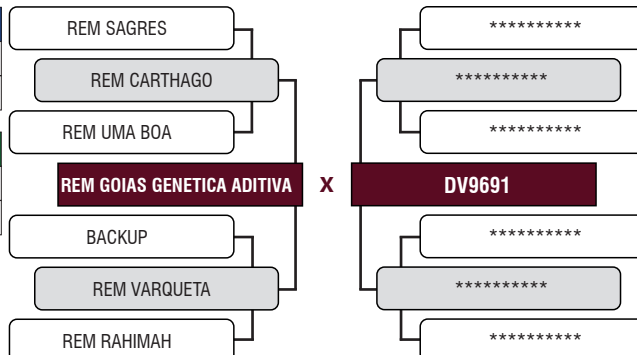 REM SAGRES
**********
REM CARTHAGO
**********
REM UMA BOA
**********
REM GOIAS GENETICA ADITIVA X DV9691
BACKUP
**********
REM VARQUETA
**********
REM RAHIMAH
**********